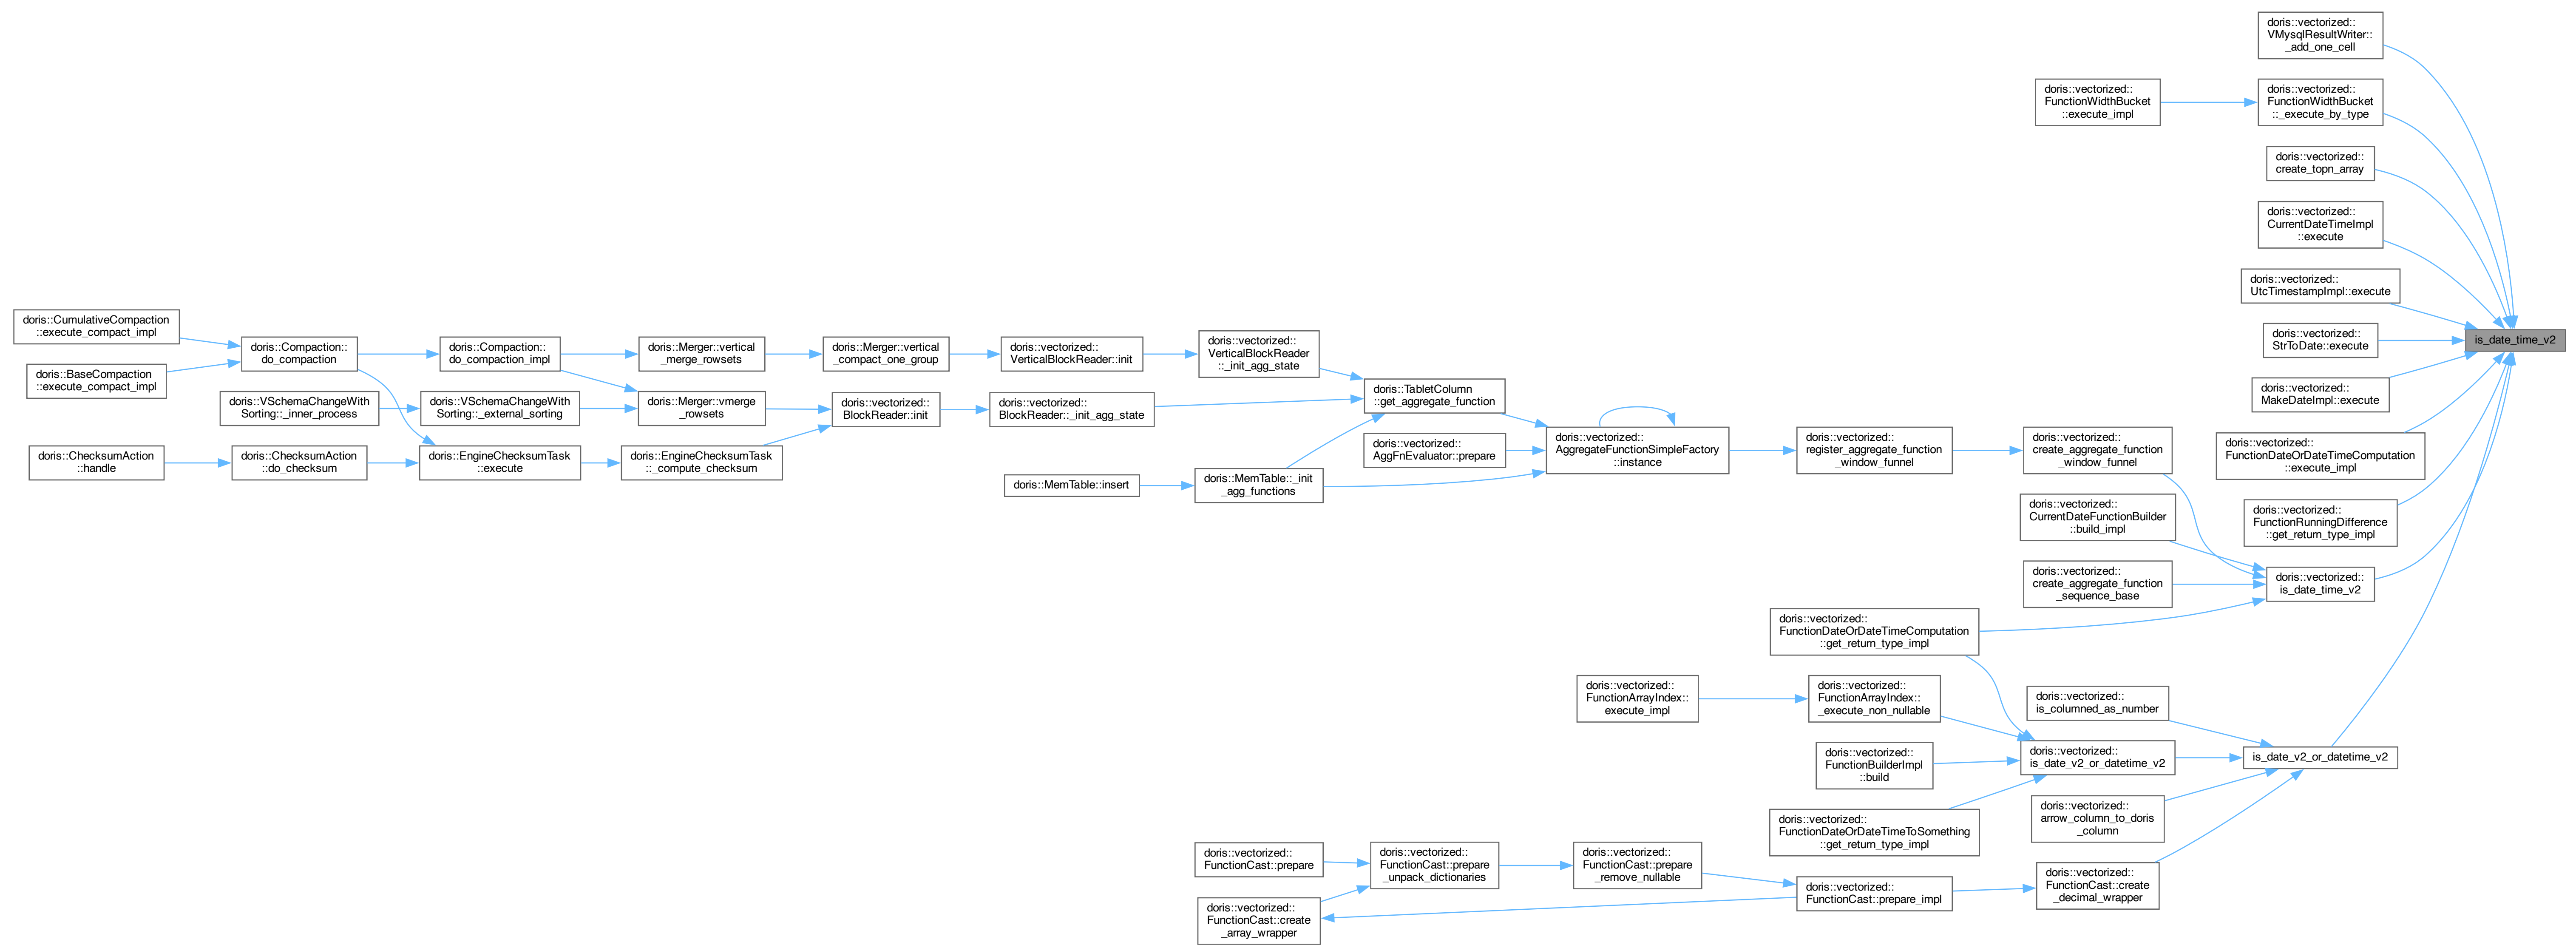 doris::vectorized::
VMysqlResultWriter::
_add_one_cell
doris::vectorized::
FunctionWidthBucket
::execute_impl
doris::vectorized::
FunctionWidthBucket
::_execute_by_type
doris::vectorized::
create_topn_array
doris::vectorized::
CurrentDateTimeImpl
::execute
doris::vectorized::
UtcTimestampImpl::execute
doris::CumulativeCompaction
::execute_compact_impl
doris::BaseCompaction
::execute_compact_impl
doris::Compaction::
do_compaction
doris::Compaction::
do_compaction_impl
doris::Merger::vertical
_merge_rowsets
doris::Merger::vertical
_compact_one_group
doris::vectorized::
VerticalBlockReader::init
doris::vectorized::
VerticalBlockReader
::_init_agg_state
doris::vectorized::
StrToDate::execute
is_date_time_v2
doris::vectorized::
MakeDateImpl::execute
doris::VSchemaChangeWith
Sorting::_inner_process
doris::VSchemaChangeWith
Sorting::_external_sorting
doris::Merger::vmerge
_rowsets
doris::vectorized::
BlockReader::init
doris::vectorized::
BlockReader::_init_agg_state
doris::TabletColumn
::get_aggregate_function
doris::ChecksumAction
::handle
doris::ChecksumAction
::do_checksum
doris::EngineChecksumTask
::execute
doris::EngineChecksumTask
::_compute_checksum
doris::vectorized::
AggFnEvaluator::prepare
doris::vectorized::
AggregateFunctionSimpleFactory
::instance
doris::vectorized::
register_aggregate_function
_window_funnel
doris::vectorized::
create_aggregate_function
_window_funnel
doris::vectorized::
FunctionDateOrDateTimeComputation
::execute_impl
doris::MemTable::insert
doris::MemTable::_init
_agg_functions
doris::vectorized::
CurrentDateFunctionBuilder
::build_impl
doris::vectorized::
FunctionRunningDifference
::get_return_type_impl
doris::vectorized::
create_aggregate_function
_sequence_base
doris::vectorized::
is_date_time_v2
doris::vectorized::
FunctionDateOrDateTimeComputation
::get_return_type_impl
doris::vectorized::
FunctionArrayIndex::
execute_impl
doris::vectorized::
FunctionArrayIndex::
_execute_non_nullable
doris::vectorized::
is_columned_as_number
doris::vectorized::
FunctionBuilderImpl
::build
doris::vectorized::
is_date_v2_or_datetime_v2
is_date_v2_or_datetime_v2
doris::vectorized::
FunctionDateOrDateTimeToSomething
::get_return_type_impl
doris::vectorized::
arrow_column_to_doris
_column
doris::vectorized::
FunctionCast::prepare
doris::vectorized::
FunctionCast::prepare
_unpack_dictionaries
doris::vectorized::
FunctionCast::prepare
_remove_nullable
doris::vectorized::
FunctionCast::create
_array_wrapper
doris::vectorized::
FunctionCast::prepare_impl
doris::vectorized::
FunctionCast::create
_decimal_wrapper